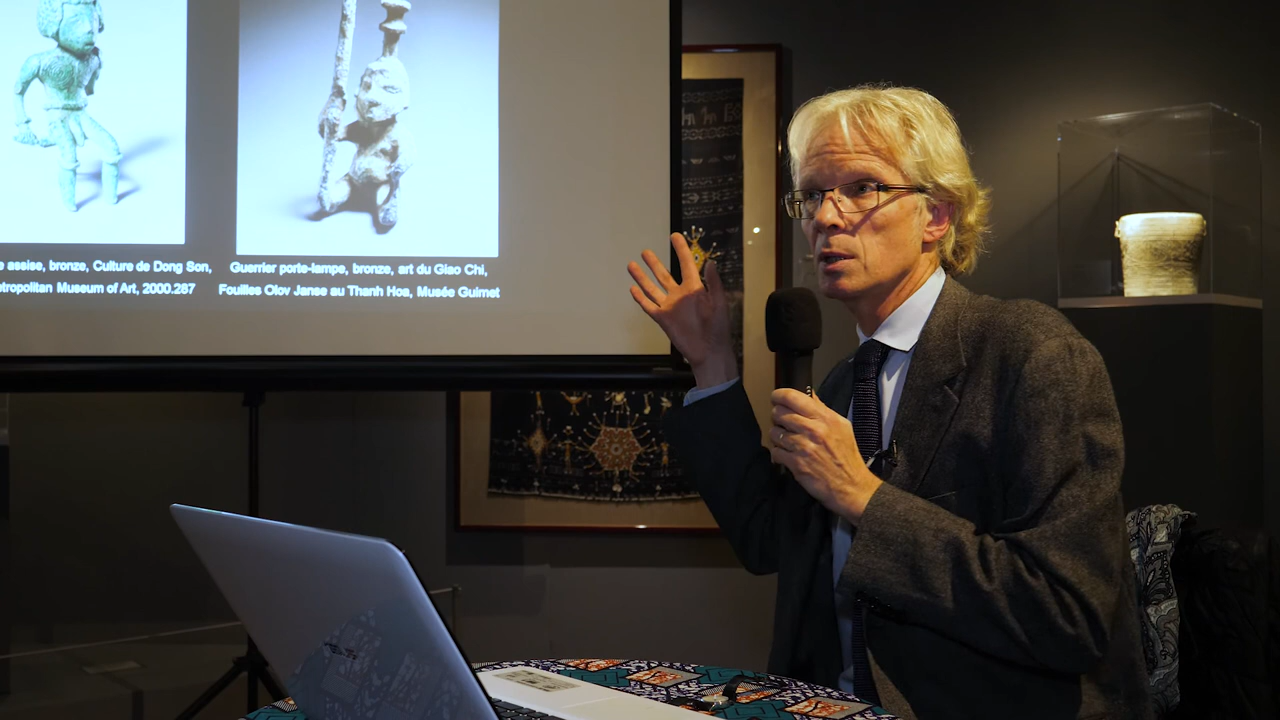 e assise, bronze, Culture de Dong Son,
etropolitan Museum of Art, 2000.287
Guerrier porte-lampe, bronze, art du Giao Chi,
Fouilles Olov Janse au Thanh Hoa, Musée Guimet